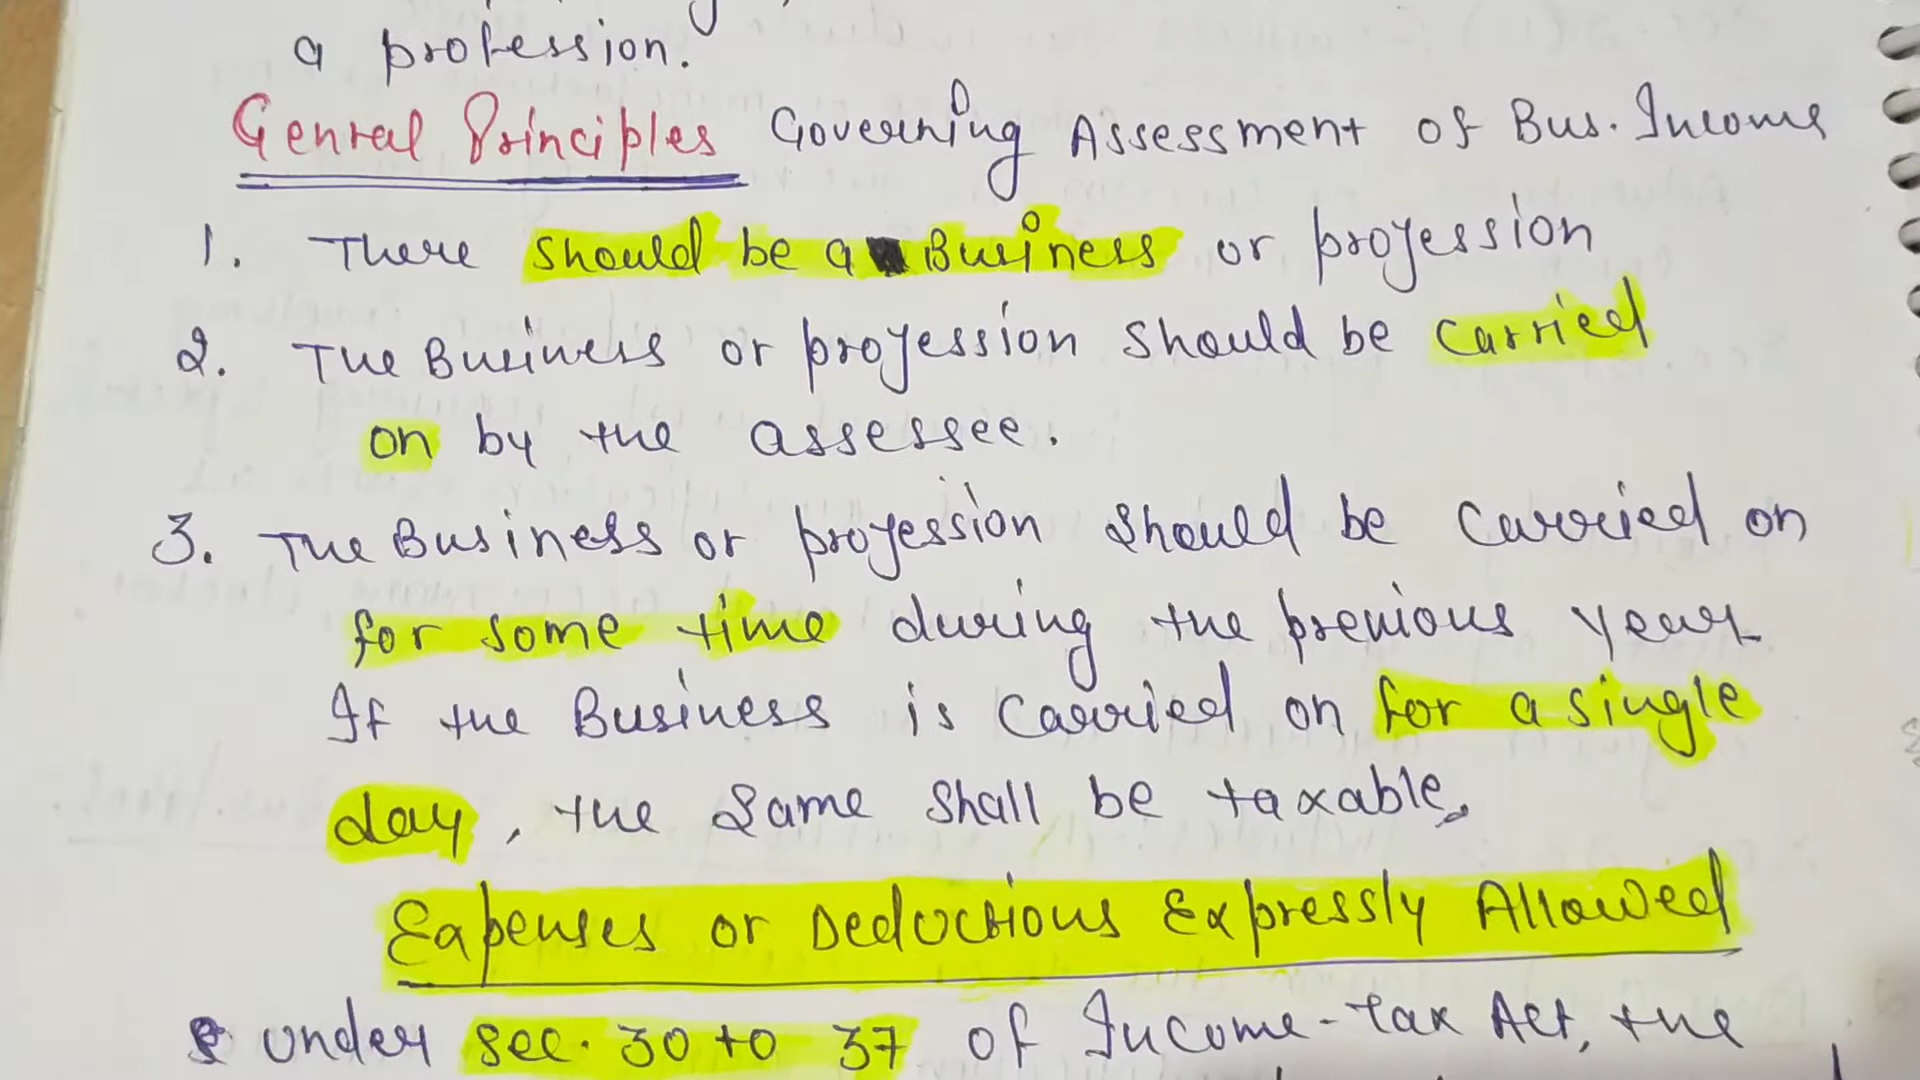 a profession.
Genral Principles Governing Assessment of Bus. Income
1. There should be a Business or profession
2. The Business or profession should be carried
on by the assessee.
3. The Business or profession should be carried on
for some time during the previous year
If the Business is carried on for a single
day, the same shall be taxable.
Expenses or Deductions Expressly Allowed
under sec. 30 to 37 of Income-tax Act, the